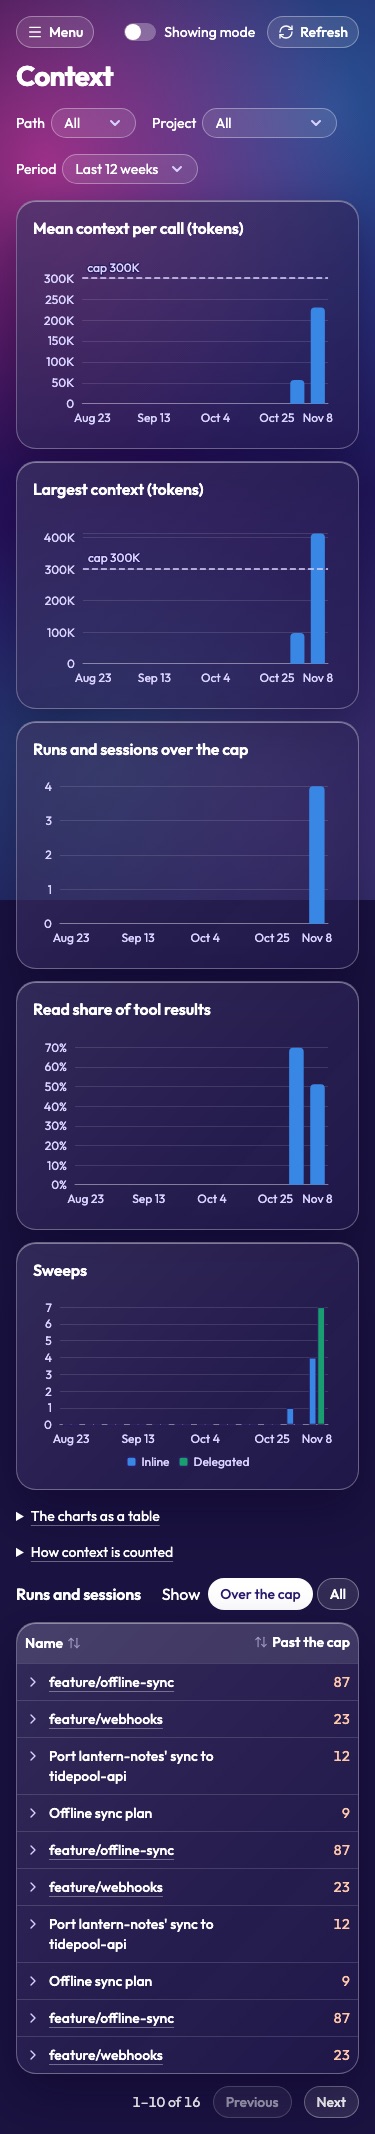 Menu
Showing mode
Refresh
Context
Path All
Project All
Period Last 12 weeks
Mean context per call (tokens)
cap 300K
300K
250K
200K
150K
100K
50K
0
Aug 23 Sep 13 Oct 4 Oct 25 Nov 8
Largest context (tokens)
400K
cap 300K
300K
200K
100K
0
Aug 23 Sep 13 Oct 4 Oct 25 Nov 8
Runs and sessions over the cap
4
3
2
1
0
Aug 23 Sep 13 Oct 4 Oct 25 Nov 8
Read share of tool results
70%
60%
50%
40%
30%
20%
10%
0%
Aug 23 Sep 13 Oct 4 Oct 25 Nov 8
Sweeps
7
6
5
4
3
2
1
0
Aug 23 Sep 13 Oct 4 Oct 25 Nov 8
Inline Delegated
The charts as a table
How context is counted
Runs and sessions Show Over the cap All
Name Past the cap
feature/offline-sync 87
feature/webhooks 23
Port lantern-notes' sync to 12
tidepool-api
Offline sync plan 9
feature/offline-sync 87
feature/webhooks 23
Port lantern-notes' sync to 12
tidepool-api
Offline sync plan 9
feature/offline-sync 87
feature/webhooks 23
1–10 of 16 Previous Next